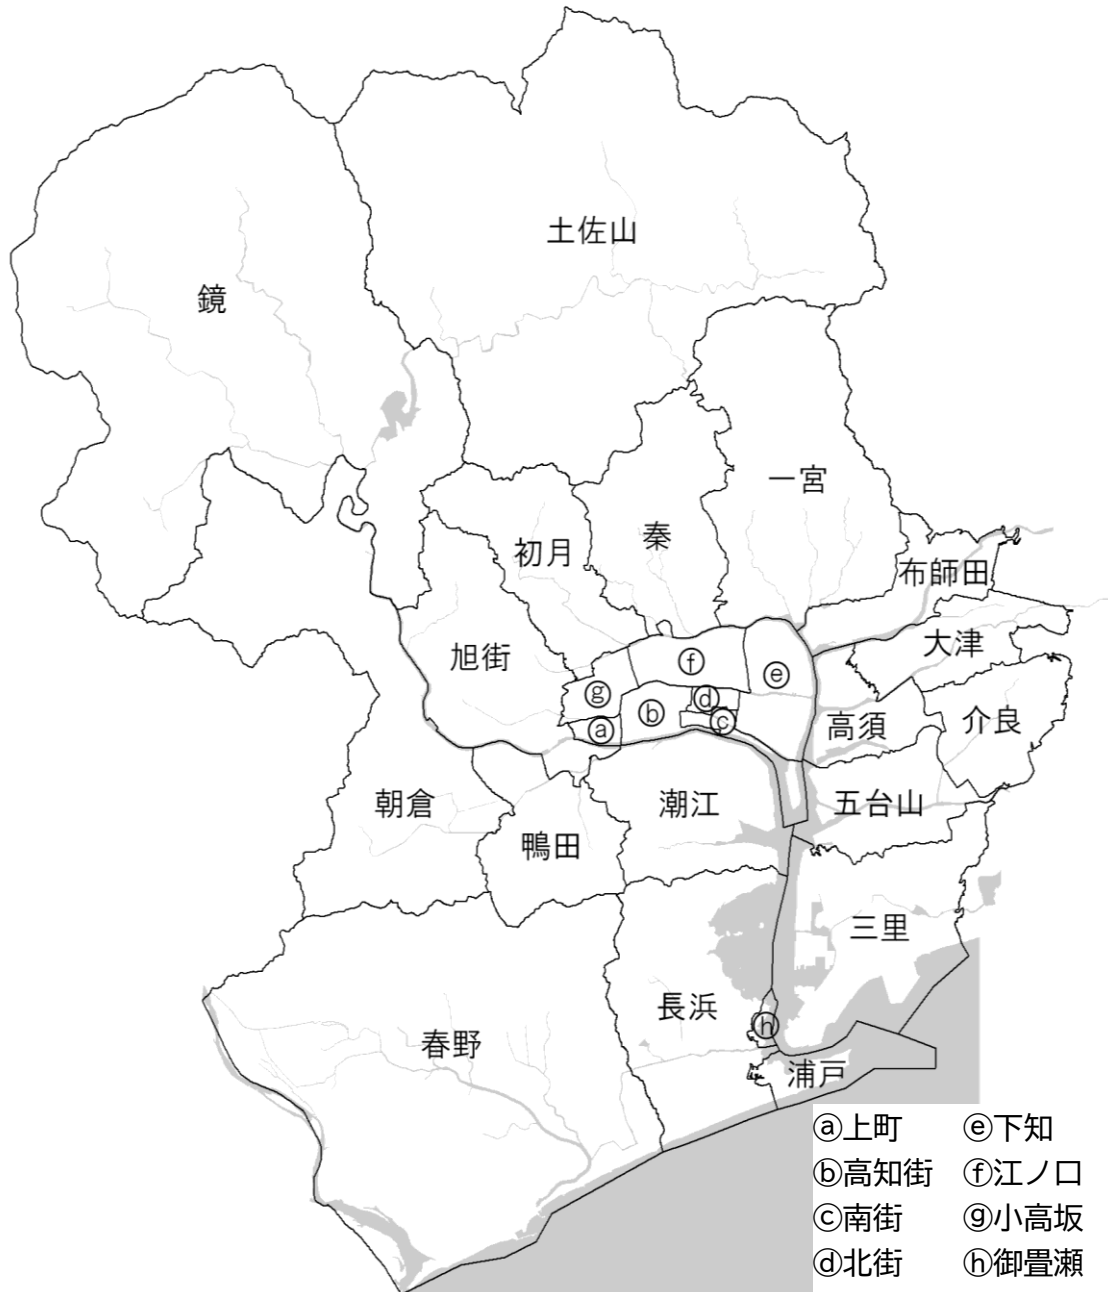 土佐山
鏡
一宮
秦
初月
布師田
大津
旭街
ⓕ
ⓔ
ⓖ
ⓓ
ⓑ
ⓒ
ⓐ
高須
介良
朝倉
潮江
五台山
鴨田
三里
長浜
ⓗ
春野
浦戸
ⓐ上町 ⓔ下知
ⓑ高知街 ⓕ江ノ口
ⓒ南街 ⓖ小高坂
ⓓ北街 ⓗ御畳瀬